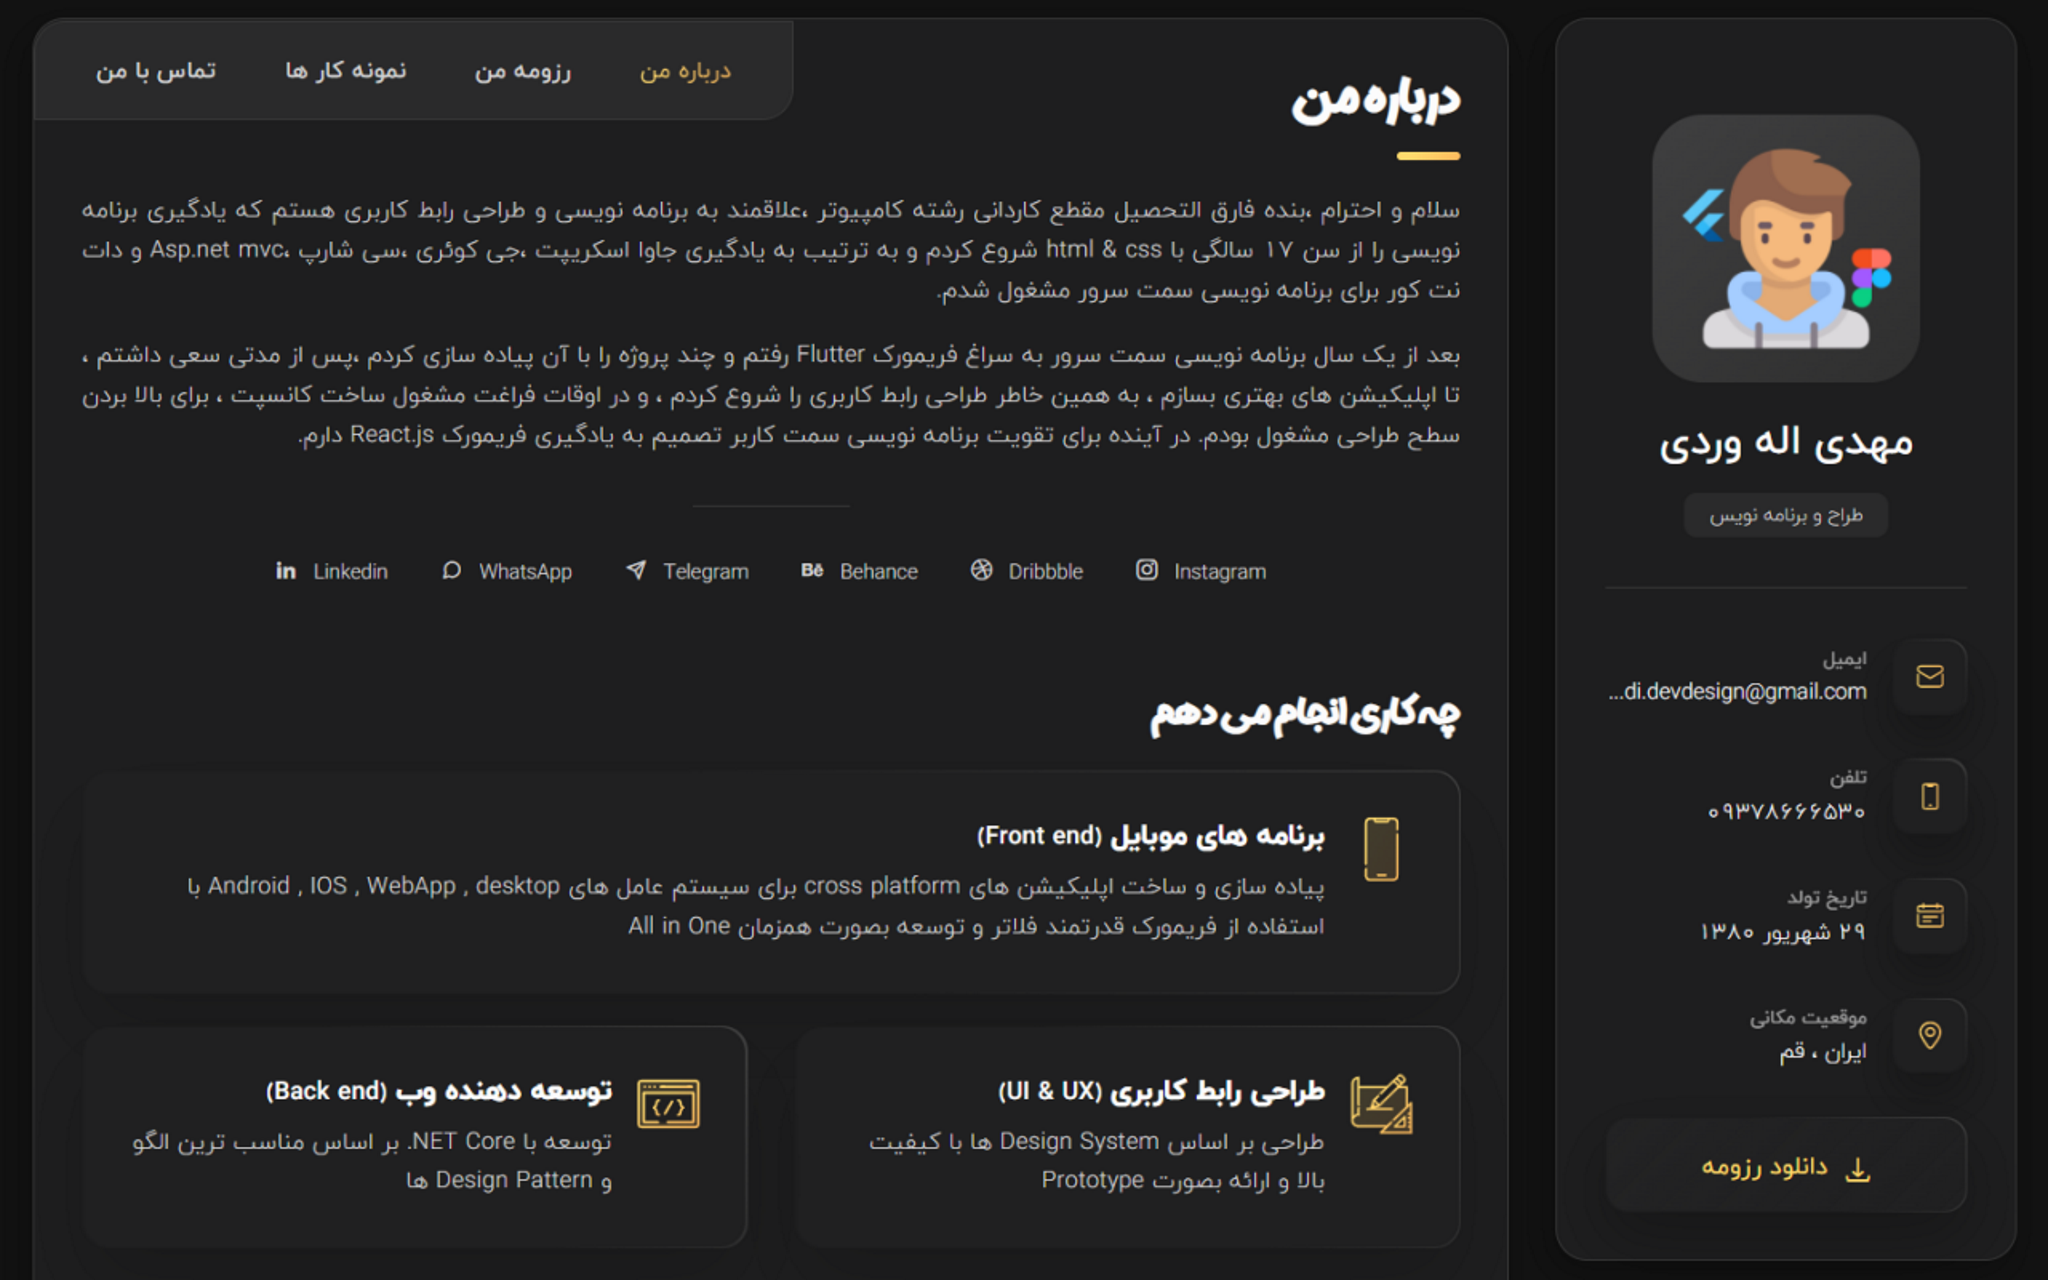 درباره من
رزومه من
نمونه کار ها
تماس با من
درباره من
سلام و احترام ،بنده فارق التحصیل مقطع کاردانی رشته کامپیوتر ،علاقمند به برنامه نویسی و طراحی رابط کاربری هستم که یادگیری برنامه
نویسی را از سن ۱۷ سالگی با html & css شروع کردم و به ترتیب به یادگیری جاوا اسکریپت ،جی کوئری ،سی شارپ ،Asp.net mvc و دات
نت کور برای برنامه نویسی سمت سرور مشغول شدم.
بعد از یک سال برنامه نویسی سمت سرور به سراغ فریمورک Flutter رفتم و چند پروژه را با آن پیاده سازی کردم ،پس از مدتی سعی داشتم ،
تا اپلیکیشن های بهتری بسازم ، به همین خاطر طراحی رابط کاربری را شروع کردم ، و در اوقات فراغت مشغول ساخت کانسپت ، برای بالا بردن
سطح طراحی مشغول بودم. در آینده برای تقویت برنامه نویسی سمت کاربر تصمیم به یادگیری فریمورک React.js دارم.
Instagram
Dribbble
Bē Behance
Telegram
WhatsApp
in Linkedin
چه کاری انجام می دهم
برنامه های موبایل (Front end)
پیاده سازی و ساخت اپلیکیشن های cross platform برای سیستم عامل های Android , IOS , WebApp , desktop با
استفاده از فریمورک قدرتمند فلاتر و توسعه بصورت همزمان All in One
طراحی رابط کاربری (UI & UX)
طراحی بر اساس Design System ها با کیفیت
بالا و ارائه بصورت Prototype
توسعه دهنده وب (Back end)
توسعه با NET Core. بر اساس مناسب ترین الگو
و Design Pattern ها
مهدی اله وردی
طراح و برنامه نویس
ایمیل
...di.devdesign@gmail.com
تلفن
۰۹۳۷۸۶۶۶۵۳۰
تاریخ تولد
۲۹ شهریور ۱۳۸۰
موقعیت مکانی
ایران ، قم
دانلود رزومه